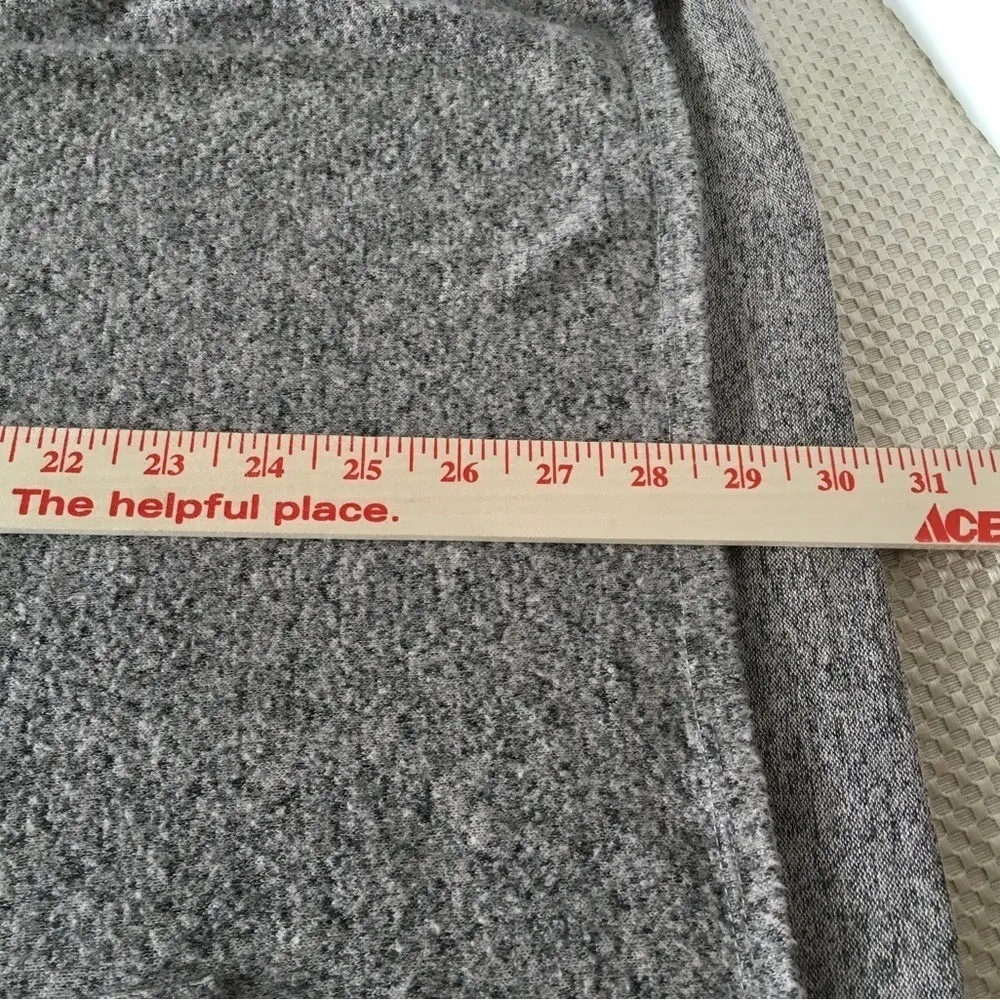 22 23 24 25 26 27 28 29 30 31
The helpful place. ACE